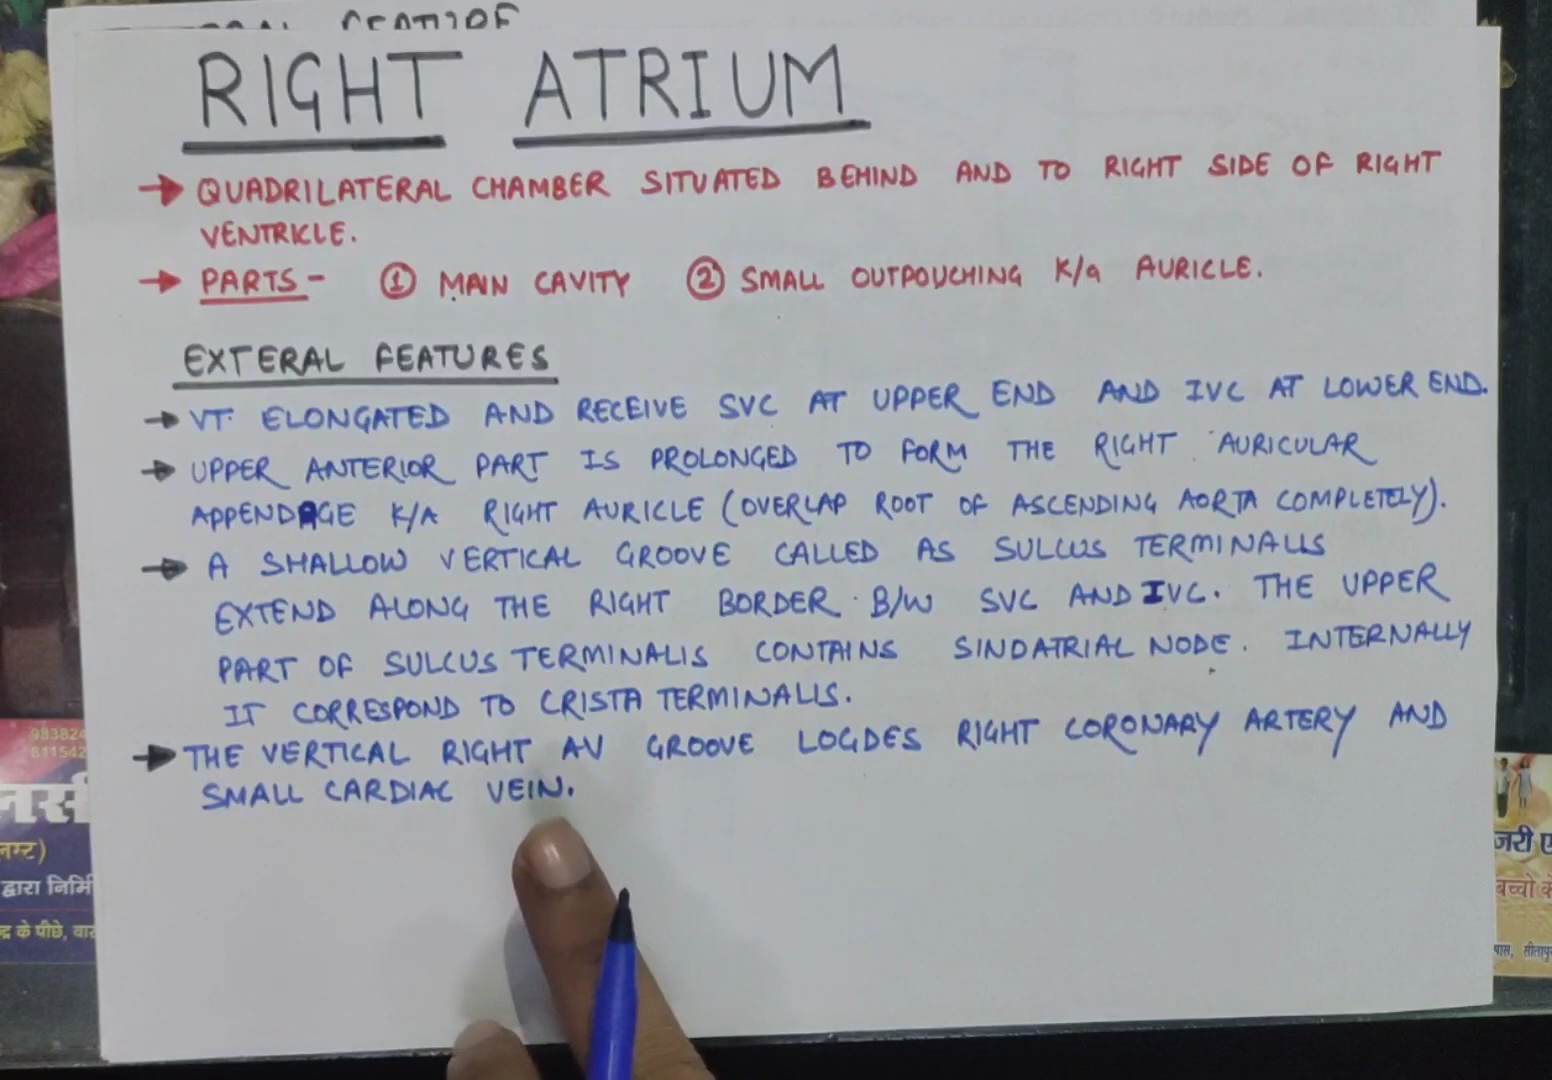 RIGHT ATRIUM
→ QUADRILATERAL CHAMBER SITUATED BEHIND AND TO RIGHT SIDE OF RIGHT
VENTRICLE.
→ PARTS - ① MAIN CAVITY ② SMALL OUTPOUCHING K/a AURICLE.
EXTERAL FEATURES
→ VT. ELONGATED AND RECEIVE SVC AT UPPER END AND IVC AT LOWER END.
→ UPPER ANTERIOR PART IS PROLONGED TO FORM THE RIGHT AURICULAR
APPENDAGE K/A RIGHT AURICLE (OVERLAP ROOT OF ASCENDING AORTA COMPLETELY).
→ A SHALLOW VERTICAL GROOVE CALLED AS SULCUS TERMINALIS
EXTEND ALONG THE RIGHT BORDER B/W SVC AND IVC. THE UPPER
PART OF SULCUS TERMINALIS CONTAINS SINOATRIAL NODE. INTERNALLY
IT CORRESPOND TO CRISTA TERMINALIS.
→ THE VERTICAL RIGHT AV GROOVE LOGDES RIGHT CORONARY ARTERY AND
SMALL CARDIAC VEIN.
98382
811542
द्वारा
के पीछे,